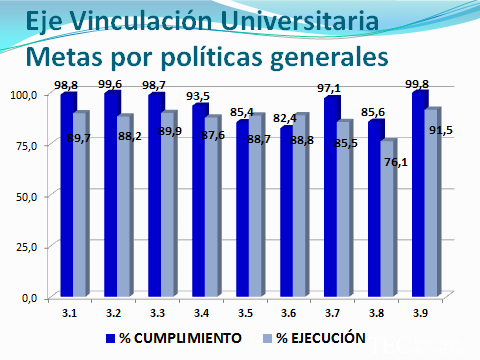 Eje Vinculación Universitaria
Metas por políticas generales
98,8 99,6 98,7 93,5 85,4 82,4 97,1 85,6 99,8
89,7 88,2 89,9 87,6 88,7 88,8 85,5 76,1 91,5
100,0
75,0
50,0
25,0
0,0
3.1 3.2 3.3 3.4 3.5 3.6 3.7 3.8 3.9
% CUMPLIMIENTO % EJECUCIÓN